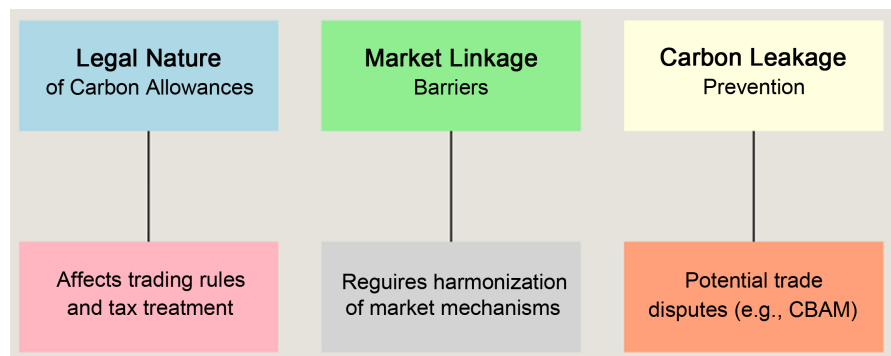 Legal Nature
of Carbon Allowances
Market Linkage
Barriers
Carbon Leakage
Prevention
Affects trading rules
and tax treatment
Reguires harmonization
of market mechanisms
Potential trade
disputes (e.g., CBAM)